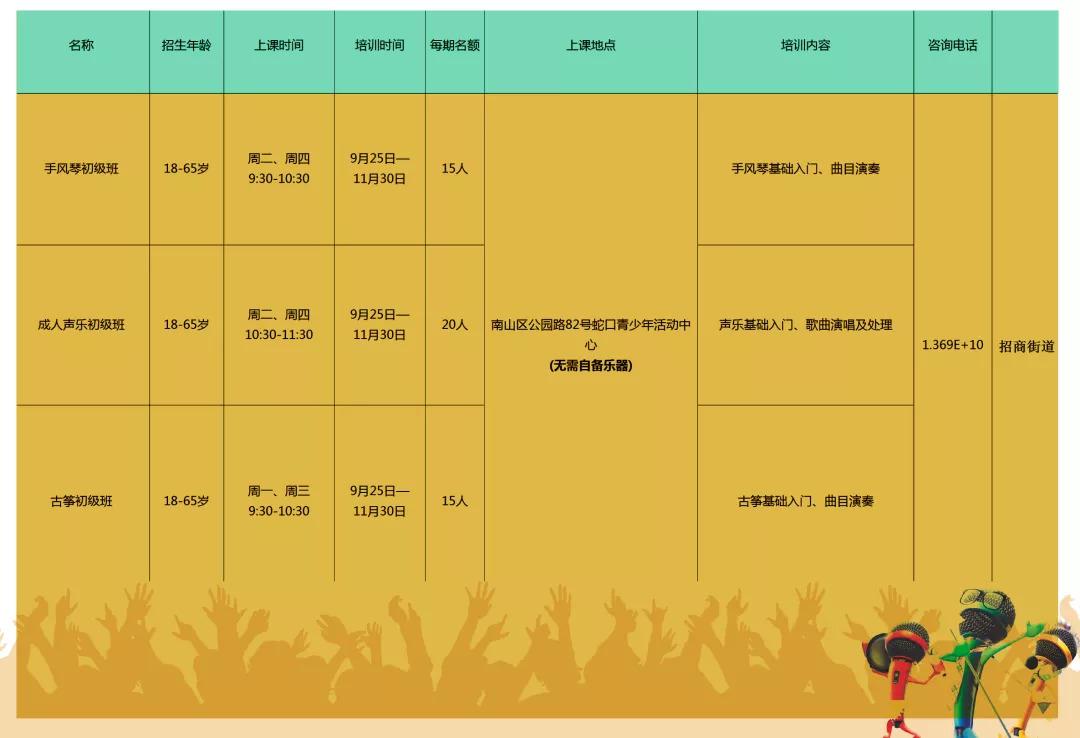 名称 招生年龄 上课时间 培训时间 每期名额 上课地点 培训内容 咨询电话
手风琴初级班 18-65岁 周二、周四 9月25日— 15人 手风琴基础入门、曲目演奏
9:30-10:30 11月30日
成人声乐初级班 18-65岁 周二、周四 9月25日— 20人 南山区公园路82号蛇口青少年活动中 声乐基础入门、歌曲演唱及处理
10:30-11:30 11月30日 心 1.369E+10 招商街道
(无需自备乐器)
古筝初级班 18-65岁 周一、周三 9月25日— 15人 古筝基础入门、曲目演奏
9:30-10:30 11月30日